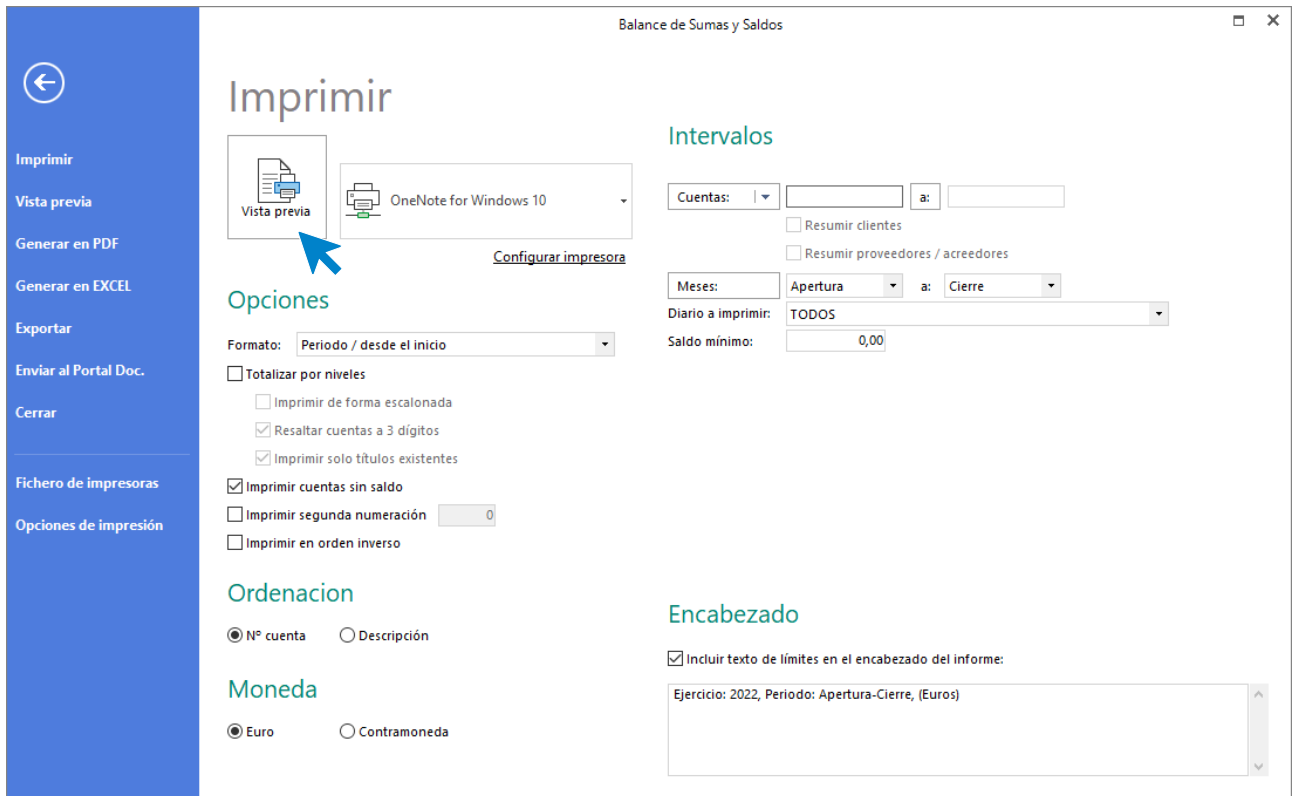 Balance de Sumas y Saldos
Imprimir
Vista previa
Generar en PDF
Generar en EXCEL
Exportar
Enviar al Portal Doc.
Cerrar
Fichero de impresoras
Opciones de impresión
Imprimir
Vista previa
OneNote for Windows 10
Configurar impresora
Opciones
Formato: Periodo / desde el inicio
Totalizar por niveles
Imprimir de forma escalonada
Resaltar cuentas a 3 dígitos
Imprimir solo títulos existentes
Imprimir cuentas sin saldo
Imprimir segunda numeración 0
Imprimir en orden inverso
Ordenacion
Nº cuenta Descripción
Moneda
Euro Contramoneda
Intervalos
Cuentas: a:
Resumir clientes
Resumir proveedores / acreedores
Meses: Apertura a: Cierre
Diario a imprimir: TODOS
Saldo mínimo: 0,00
Encabezado
Incluir texto de límites en el encabezado del informe:
Ejercicio: 2022, Periodo: Apertura-Cierre, (Euros)